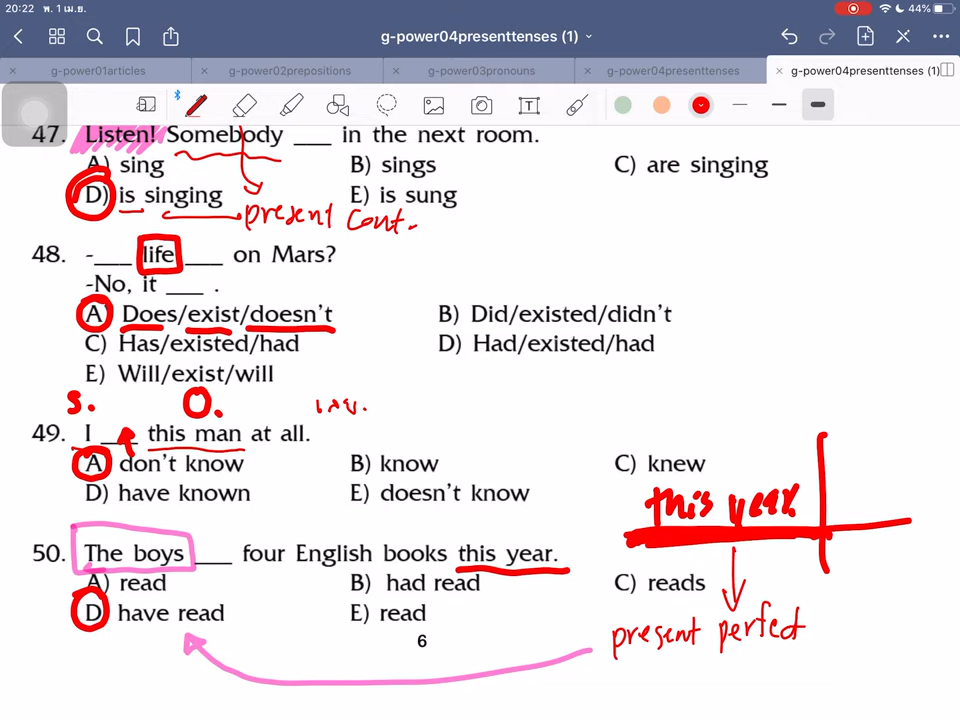 20:22 พ. 1 เม.ย. 44%
g-power04presenttenses (1)
g-power01articles g-power02prepositions g-power03pronouns g-power04presenttenses g-power04presenttenses (1)
47. Listen! Somebody ___ in the next room.
A) sing B) sings C) are singing
D) is singing E) is sung
present cont.
48. -___ life ___ on Mars?
-No, it ___ .
A) Does/exist/doesn't B) Did/existed/didn't
C) Has/existed/had D) Had/existed/had
E) Will/exist/will
S. O.
49. I ___ this man at all.
A) don't know B) know C) knew
D) have known E) doesn't know
this year
50. The boys ___ four English books this year.
A) read B) had read C) reads
D) have read E) read
present perfect
6